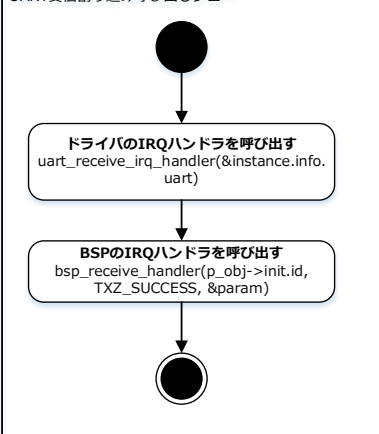 ドライバのIRQハンドラを呼び出す
uart_receive_irq_handler(&instance.info.
uart)
BSPのIRQハンドラを呼び出す
bsp_receive_handler(p_obj->init.id,
TXZ_SUCCESS, &param)